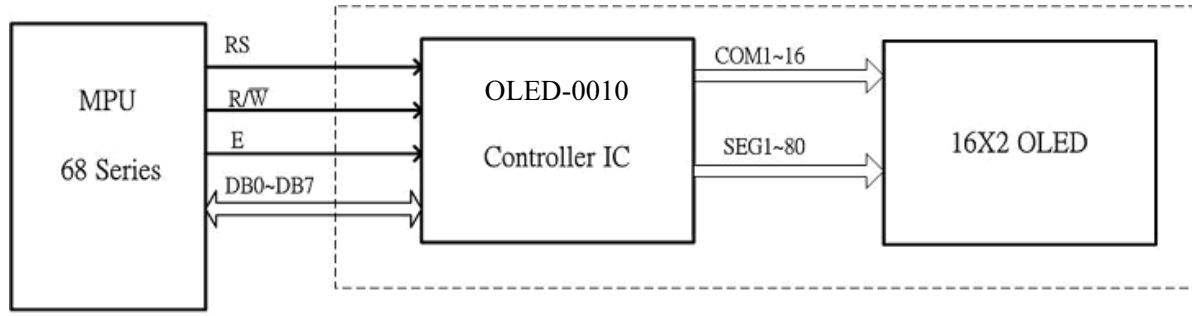 MPU
68 Series
RS
R/W̅
E
DB0~DB7
OLED-0010
Controller IC
COM1~16
SEG1~80
16X2 OLED